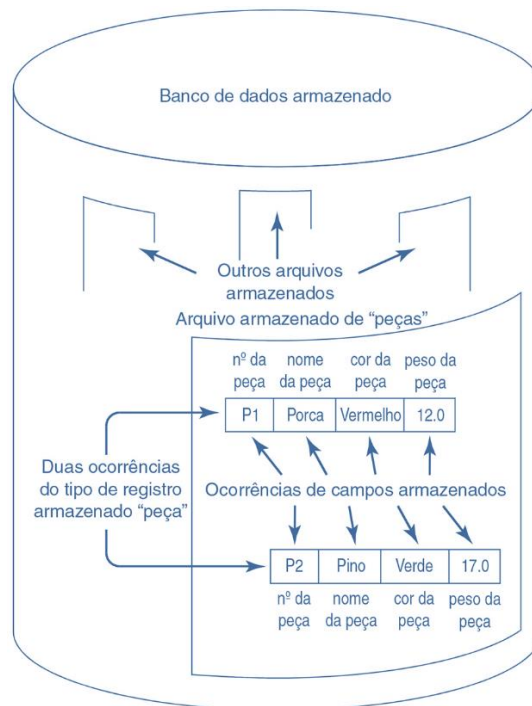 Banco de dados armazenado
Outros arquivos
armazenados
Arquivo armazenado de “peças”
nº da peça
nome da peça
cor da peça
peso da peça
P1 Porca Vermelho 12.0
Duas ocorrências
do tipo de registro
armazenado “peça”
Ocorrências de campos armazenados
P2 Pino Verde 17.0
nº da peça
nome da peça
cor da peça
peso da peça